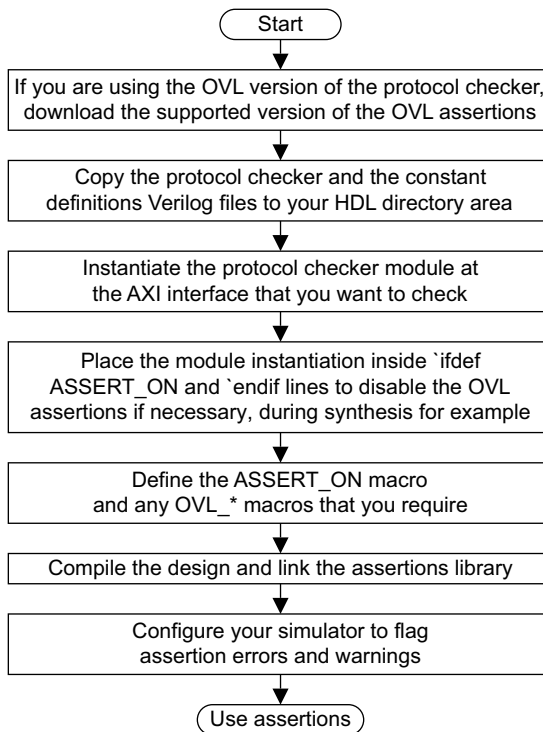 Start
If you are using the OVL version of the protocol checker,
download the supported version of the OVL assertions
Copy the protocol checker and the constant
definitions Verilog files to your HDL directory area
Instantiate the protocol checker module at
the AXI interface that you want to check
Place the module instantiation inside `ifdef
ASSERT_ON and `endif lines to disable the OVL
assertions if necessary, during synthesis for example
Define the ASSERT_ON macro
and any OVL_* macros that you require
Compile the design and link the assertions library
Configure your simulator to flag
assertion errors and warnings
Use assertions